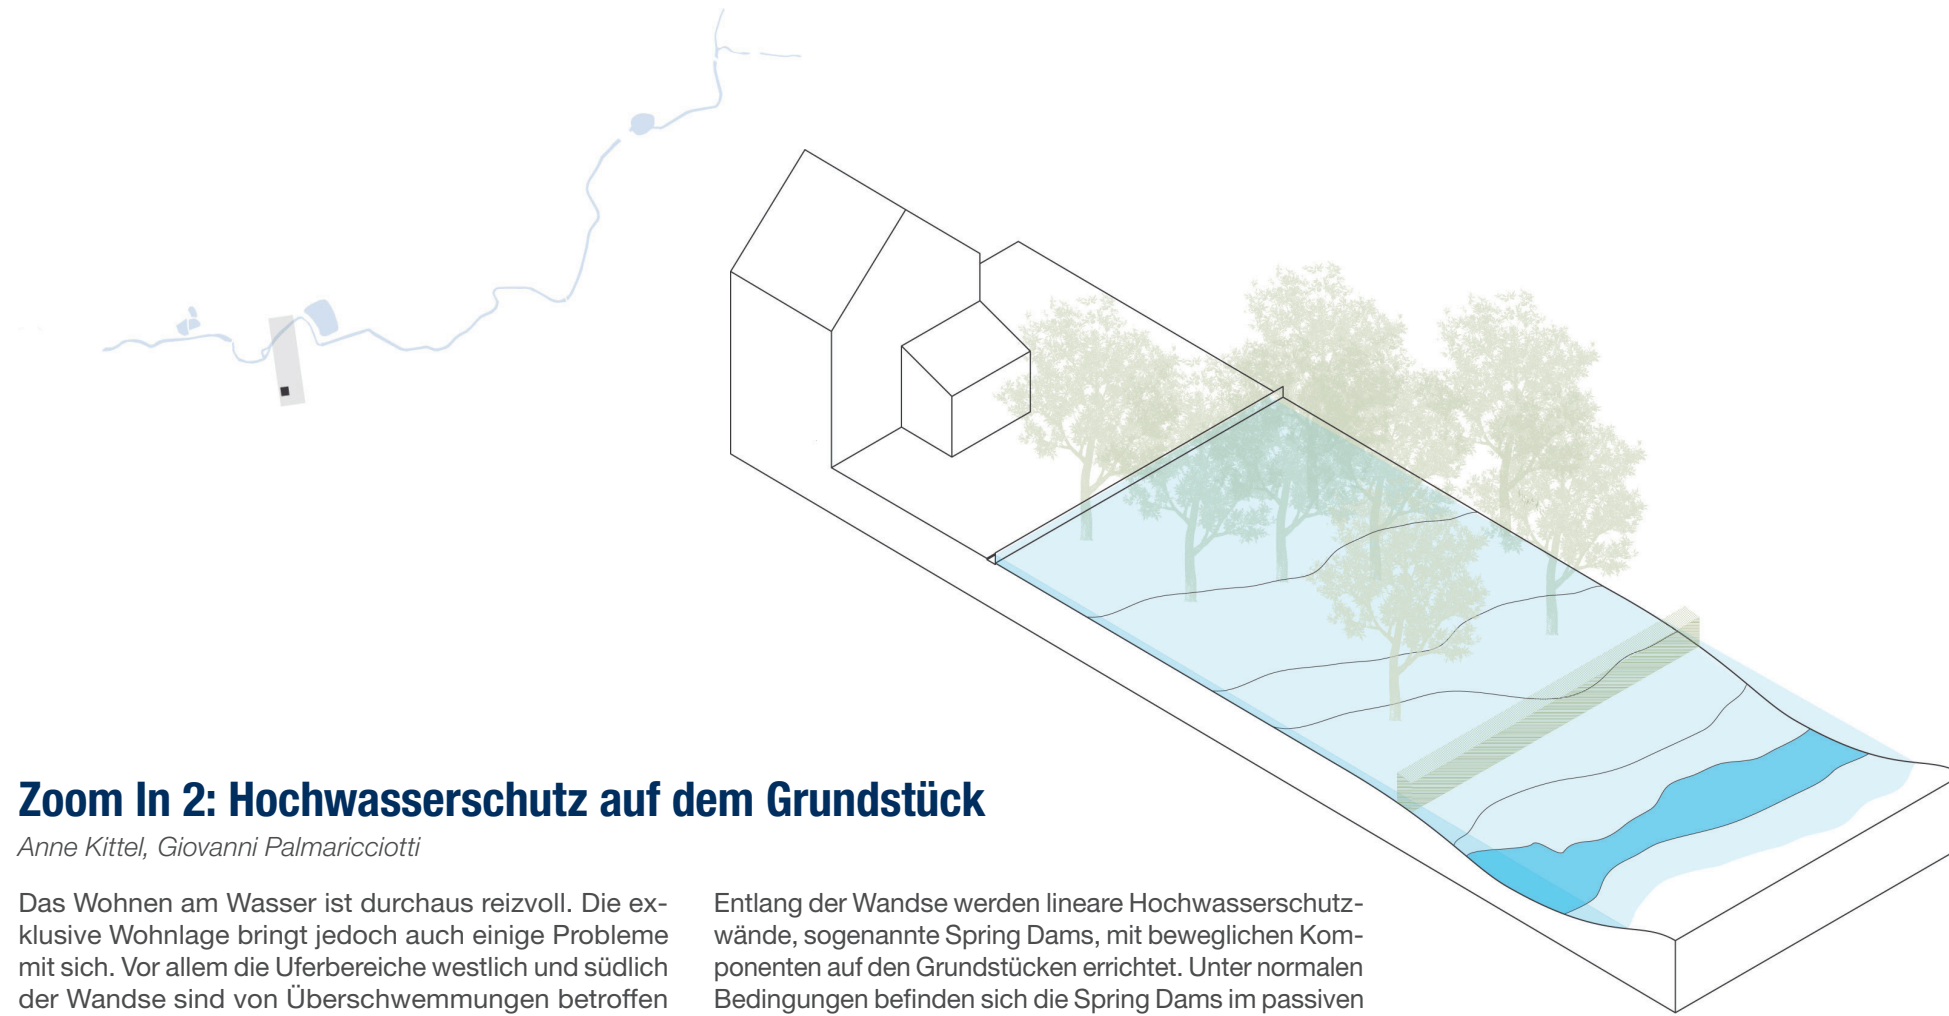 Zoom In 2: Hochwasserschutz auf dem Grundstück
Anne Kittel, Giovanni Palmaricciotti
Das Wohnen am Wasser ist durchaus reizvoll. Die ex-
klusive Wohnlage bringt jedoch auch einige Probleme
mit sich. Vor allem die Uferbereiche westlich und südlich
der Wandse sind von Überschwemmungen betroffen
Entlang der Wandse werden lineare Hochwasserschutz-
wände, sogenannte Spring Dams, mit beweglichen Kom-
ponenten auf den Grundstücken errichtet. Unter normalen
Bedingungen befinden sich die Spring Dams im passiven